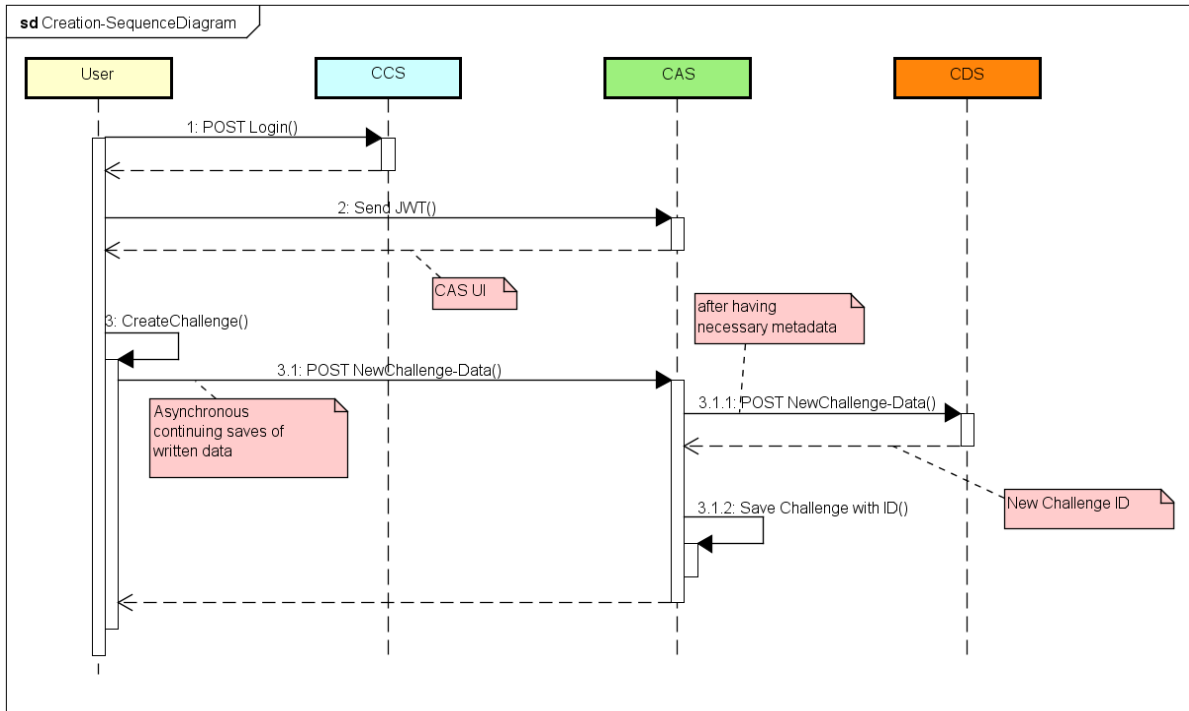 sd Creation-SequenceDiagram
User
CCS
CAS
CDS
1: POST Login()
2: Send JWT()
CAS UI
after having
necessary metadata
3: CreateChallenge()
3.1: POST NewChallenge-Data()
3.1.1: POST NewChallenge-Data()
Asynchronous
continuing saves of
written data
New Challenge ID
3.1.2: Save Challenge with ID()